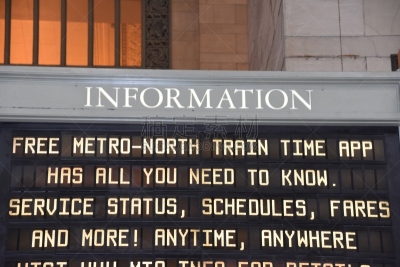 INFORMATION
FREE METRO-NORTH TRAIN TIME APP
HAS ALL YOU NEED TO KNOW.
SERVICE STATUS, SCHEDULES, FARES
AND MORE! ANYTIME, ANYWHERE